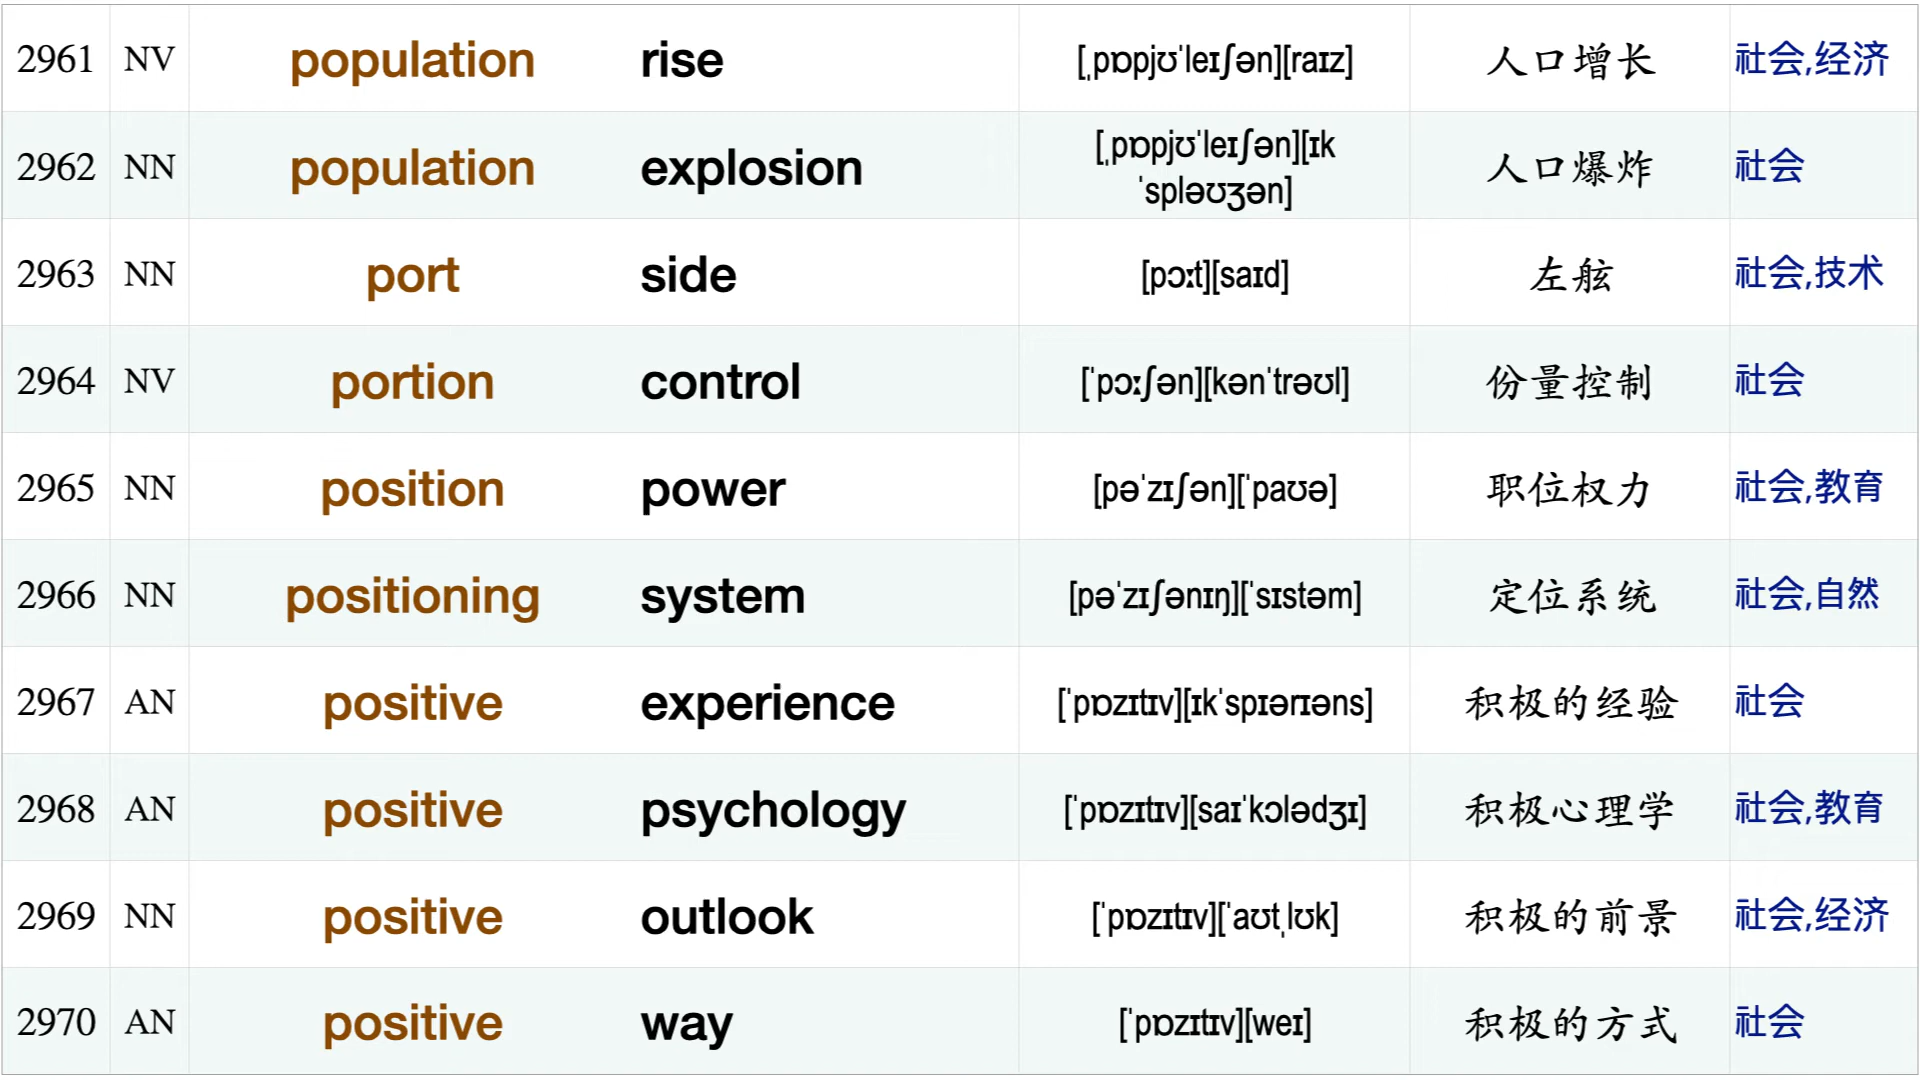 2961 NV population rise [ˌpɒpjʊˈleɪʃən][raɪz] 人口增长 社会,经济
2962 NN population explosion [ˌpɒpjʊˈleɪʃən][ɪk
ˈspləʊʒən] 人口爆炸 社会
2963 NN port side [pɔːt][saɪd] 左舷 社会,技术
2964 NV portion control [ˈpɔːʃən][kənˈtrəʊl] 份量控制 社会
2965 NN position power [pəˈzɪʃən][ˈpaʊə] 职位权力 社会,教育
2966 NN positioning system [pəˈzɪʃənɪŋ][ˈsɪstəm] 定位系统 社会,自然
2967 AN positive experience [ˈpɒzɪtɪv][ɪkˈspɪərɪəns] 积极的经验 社会
2968 AN positive psychology [ˈpɒzɪtɪv][saɪˈkɔlədʒɪ] 积极心理学 社会,教育
2969 NN positive outlook [ˈpɒzɪtɪv][ˈaʊtˌlʊk] 积极的前景 社会,经济
2970 AN positive way [ˈpɒzɪtɪv][weɪ] 积极的方式 社会